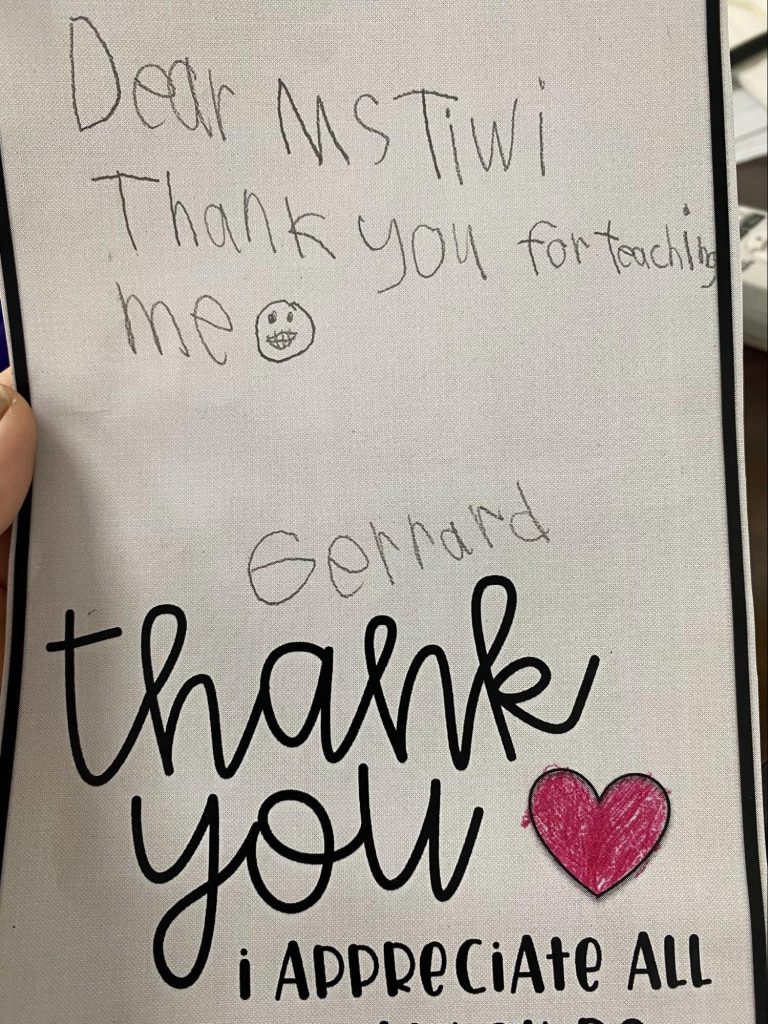 Dear Ms Tiwi
Thank you for teaching
me
Gerrard
thank
you
i APPReCiAte ALL